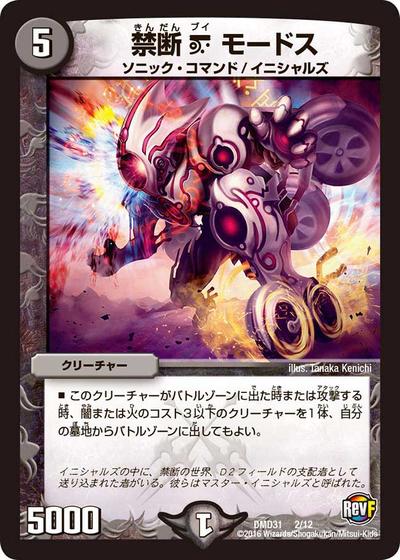 5
きんだん ブイ
禁断 V モードス
ソニック・コマンド / イニシャルズ
illus. Tanaka Kenichi
クリーチャー
■ このクリーチャーがバトルゾーンに出た時または攻撃する
時、闇または火のコスト3以下のクリーチャーを1体、自分
の墓地からバトルゾーンに出してもよい。
イニシャルズの中に、禁断の世界、D2フィールドの支配者として
送り込まれた者がいる。彼らはマスター・イニシャルズと呼ばれた。
5000
1
DMD31 2/12
©2016 Wizards/Shogakukan/Mitsui-Kids
RevF